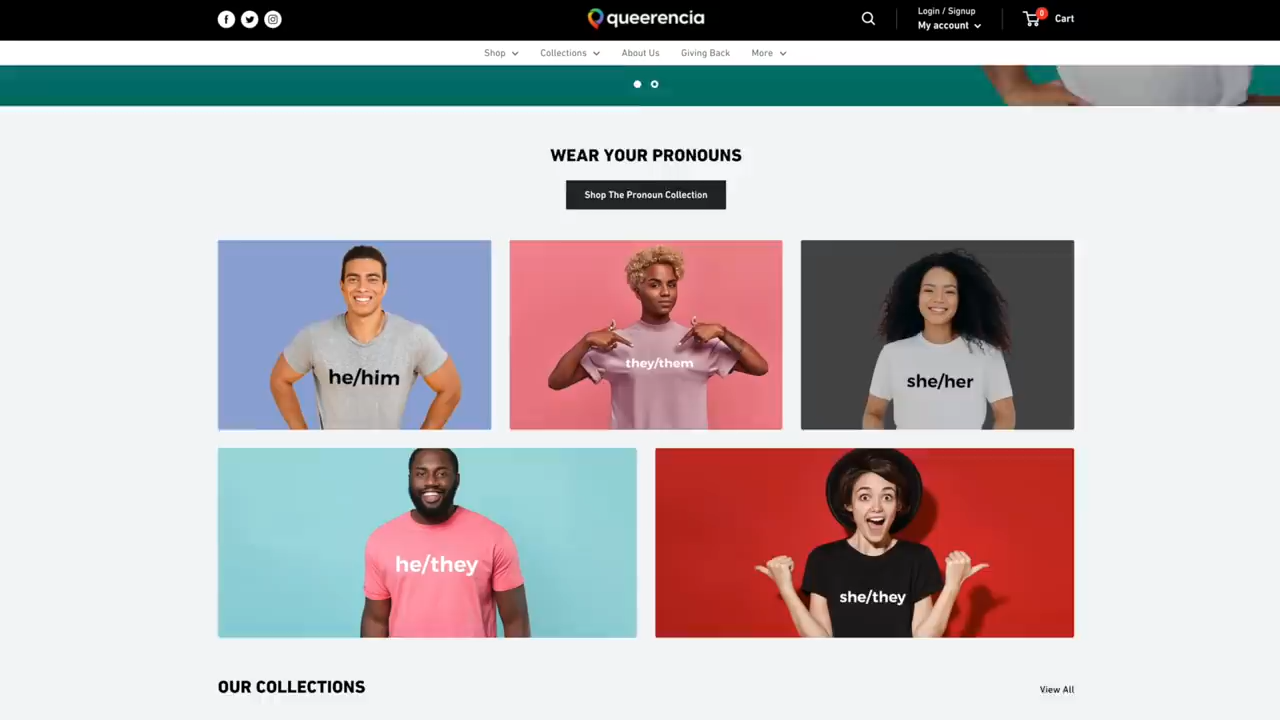 queerencia
Login / Signup
My account
0
Cart
Shop
Collections
About Us
Giving Back
More
WEAR YOUR PRONOUNS
Shop The Pronoun Collection
he/him
they/them
she/her
he/they
she/they
OUR COLLECTIONS
View All